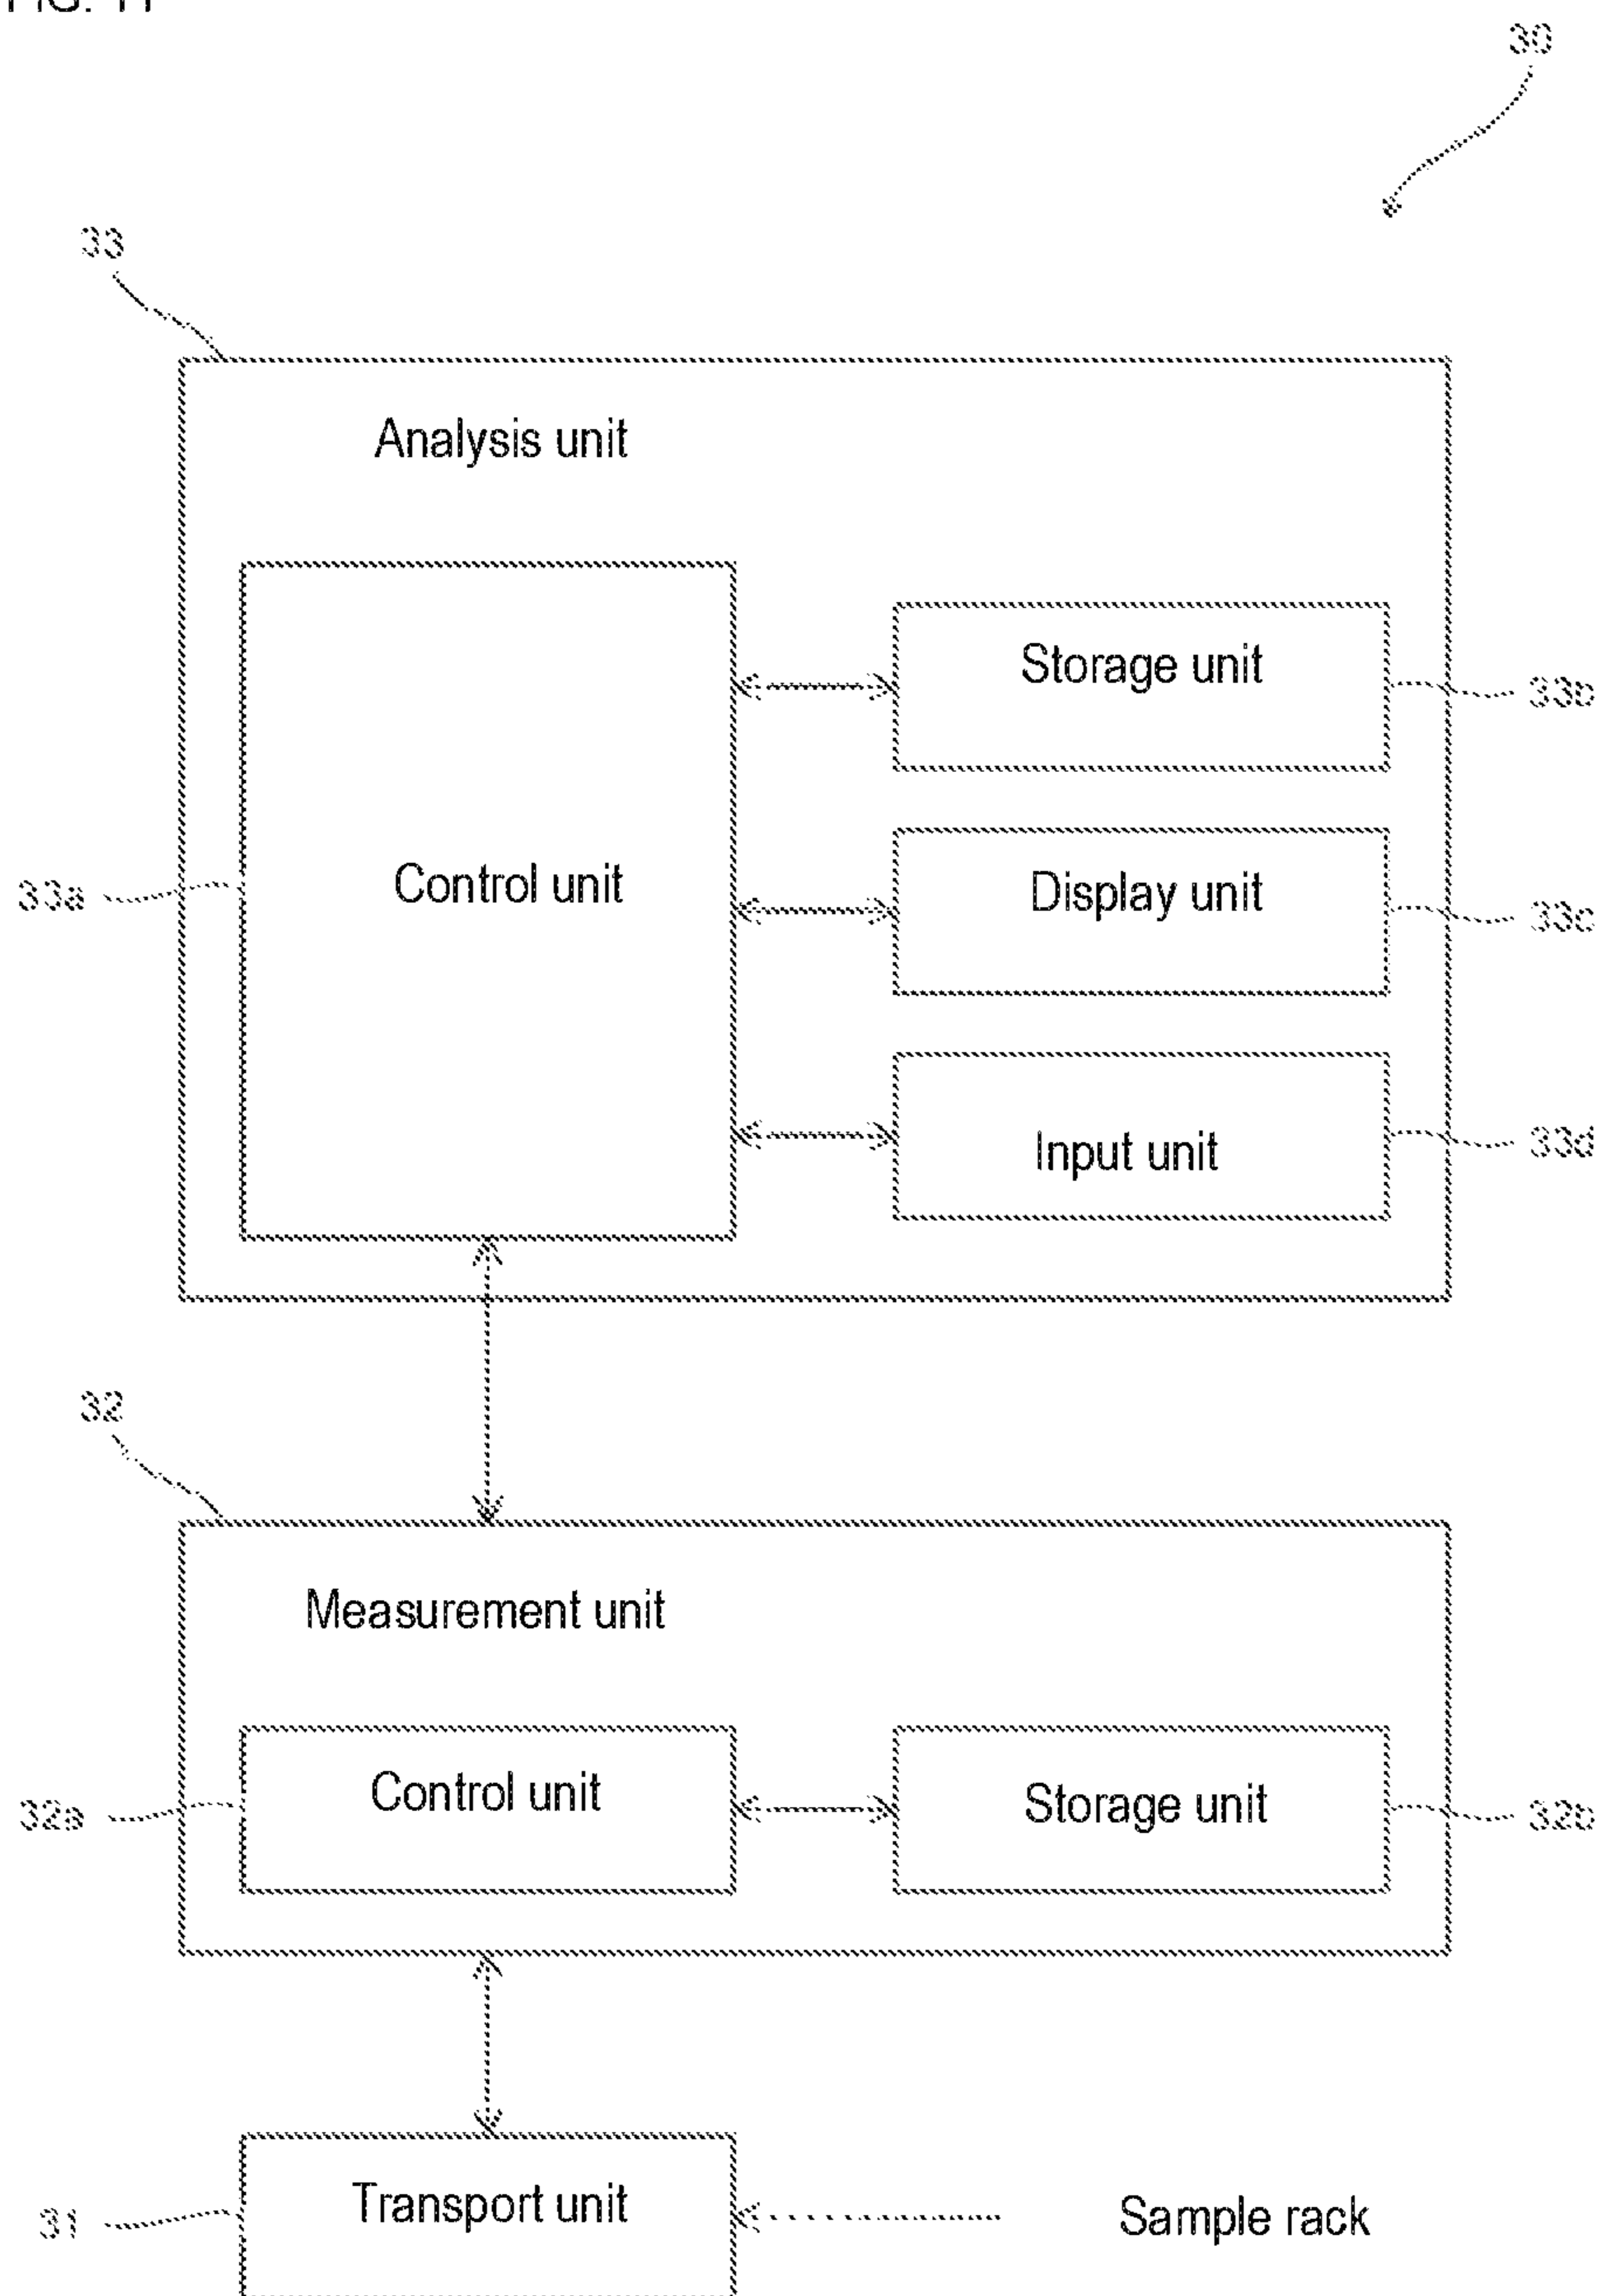 30
33
Analysis unit
Storage unit
33b
Control unit
33a
Display unit
33c
Input unit
33d
32
Measurement unit
Control unit
32a
Storage unit
32b
Transport unit
31
Sample rack